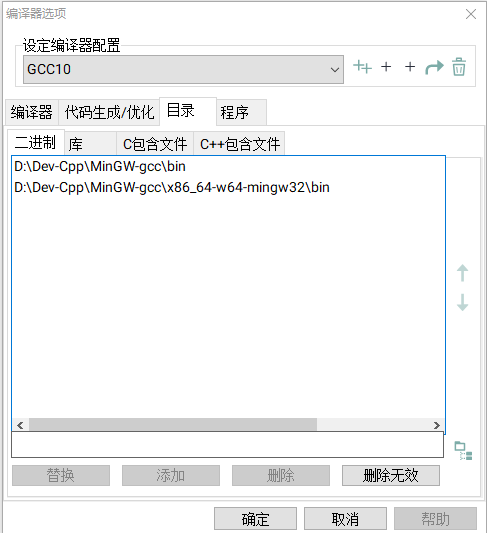 编译器选项
设定编译器配置
GCC10
编译器 代码生成/优化 目录 程序
二进制 库 C包含文件 C++包含文件
D:\Dev-Cpp\MinGW-gcc\bin
D:\Dev-Cpp\MinGW-gcc\x86_64-w64-mingw32\bin
替换 添加 删除 删除无效
确定 取消 帮助